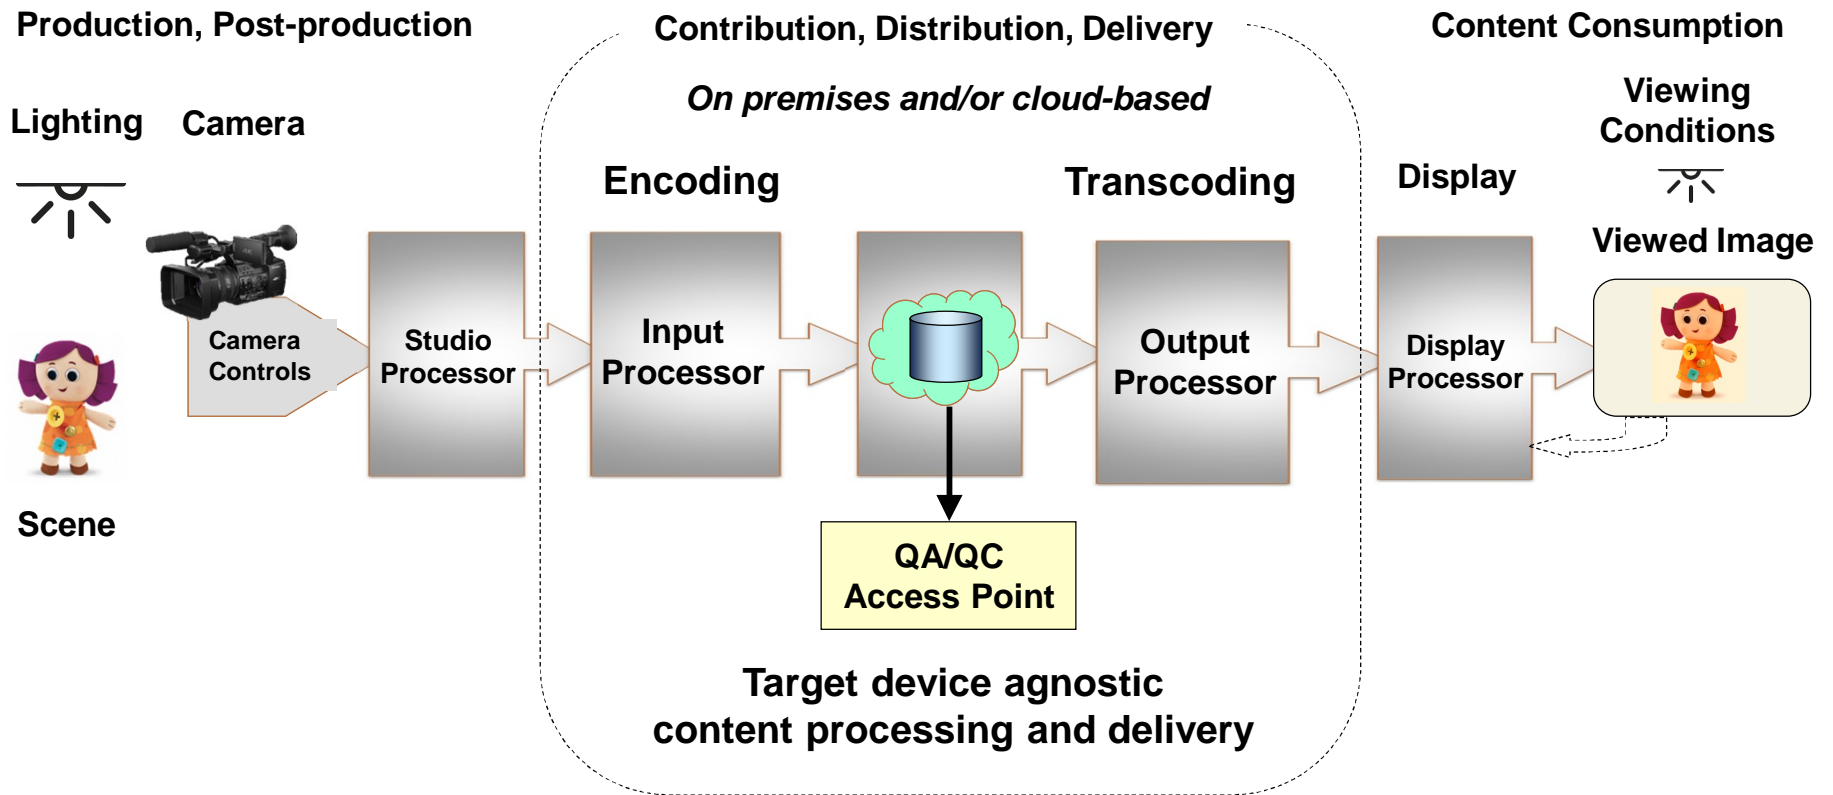 Production, Post-production
Contribution, Distribution, Delivery
Content Consumption
On premises and/or cloud-based
Lighting
Camera
Encoding
Transcoding
Display
Viewing
Conditions
Viewed Image
Camera
Controls
Studio
Processor
Input
Processor
Output
Processor
Display
Processor
Scene
QA/QC
Access Point
Target device agnostic
content processing and delivery